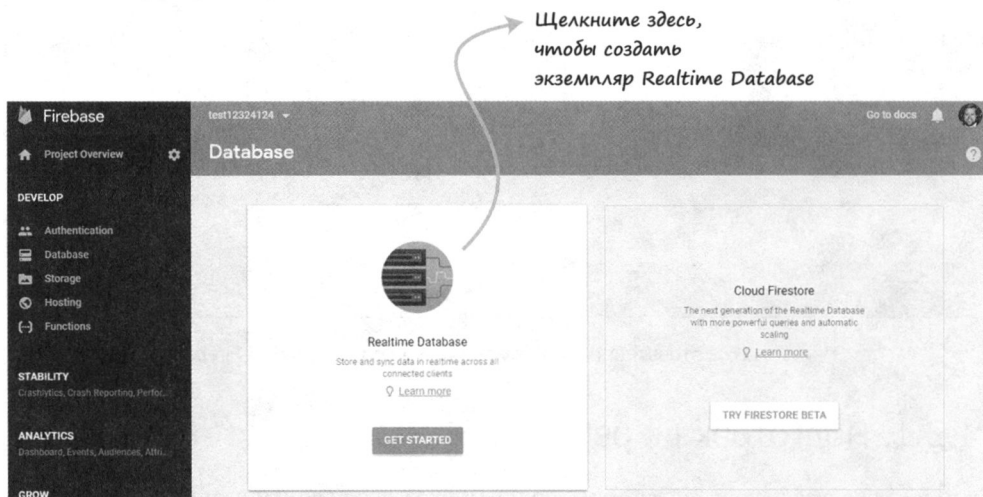 Щелкните здесь,
чтобы создать
экземпляр Realtime Database
Firebase
test12324124
Go to docs
Project Overview
Database
DEVELOP
Authentication
Database
Storage
Hosting
Functions
Realtime Database
Store and sync data in realtime across all
connected clients
Learn more
GET STARTED
Cloud Firestore
The next generation of the Realtime Database
with more powerful queries and automatic
scaling
Learn more
TRY FIRESTORE BETA
STABILITY
Crashlytics, Crash Reporting, Perfor...
ANALYTICS
Dashboard, Events, Audiences, Attri...
GROW